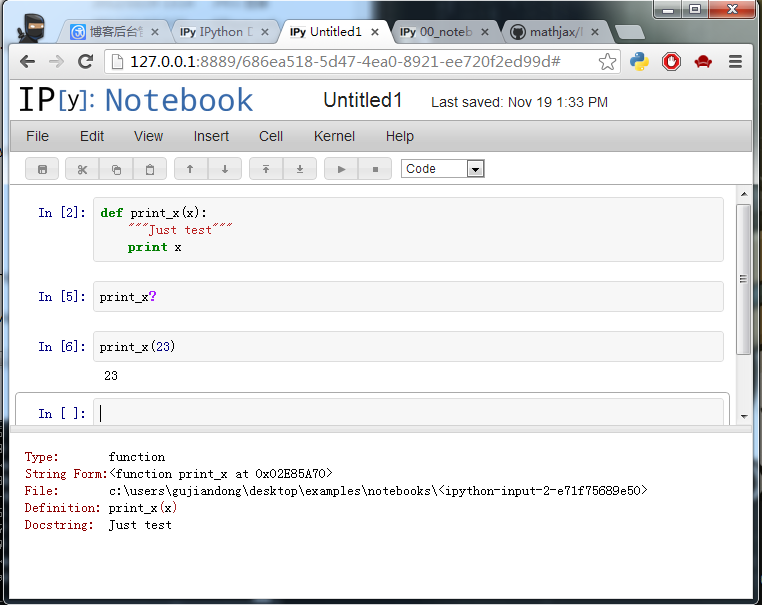 博客后台管
IPy IPython D
IPy Untitled1
IPy 00_noteb
mathjax/
127.0.0.1:8889/686ea518-5d47-4ea0-8921-ee720f2ed99d#
IP[y]: Notebook Untitled1 Last saved: Nov 19 1:33 PM
File Edit View Insert Cell Kernel Help
Code
In [2]: def print_x(x):
"""Just test"""
print x
In [5]: print_x?
In [6]: print_x(23)
23
In [ ]:
Type: function
String Form:<function print_x at 0x02E85A70>
File: c:\users\gujiandong\desktop\examples\notebooks\<ipython-input-2-e71f75689e50>
Definition: print_x(x)
Docstring: Just test